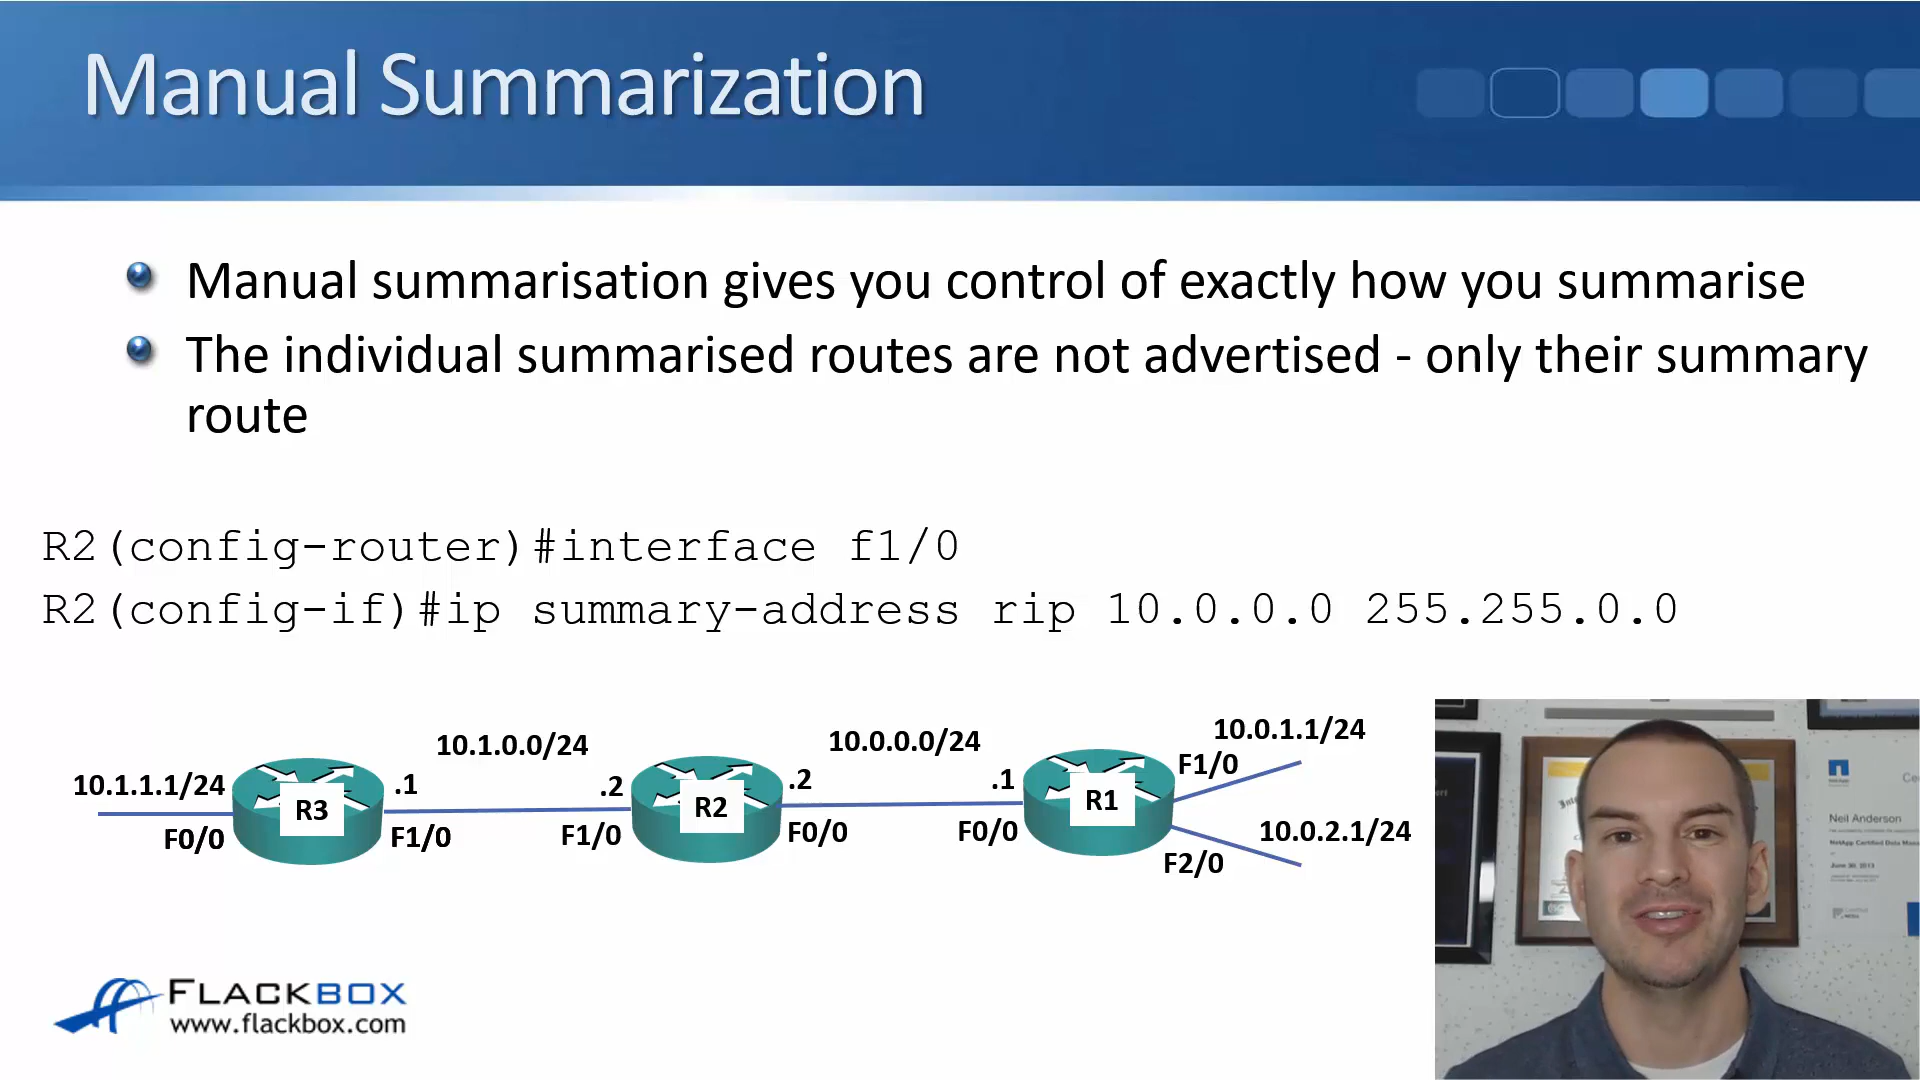 Manual Summarization
Manual summarisation gives you control of exactly how you summarise
The individual summarised routes are not advertised - only their summary
route
R2(config-router)#interface f1/0
R2(config-if)#ip summary-address rip 10.0.0.0 255.255.0.0
10.1.1.1/24
F0/0
R3
.1
F1/0
10.1.0.0/24
.2
F1/0
R2
.2
F0/0
10.0.0.0/24
.1
F0/0
R1
10.0.1.1/24
F1/0
10.0.2.1/24
F2/0
Neil Anderson
June 30, 2013
FLACKBOX
www.flackbox.com